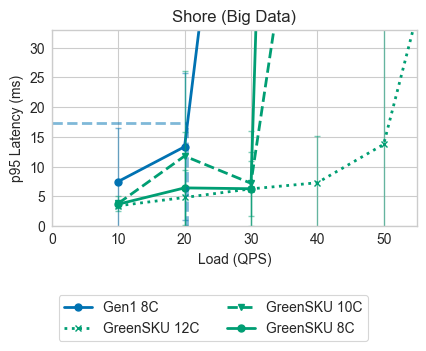 Shore (Big Data)
p95 Latency (ms)
30
25
20
15
10
5
0
0 10 20 30 40 50
Load (QPS)
Gen1 8C GreenSKU 10C
GreenSKU 12C GreenSKU 8C